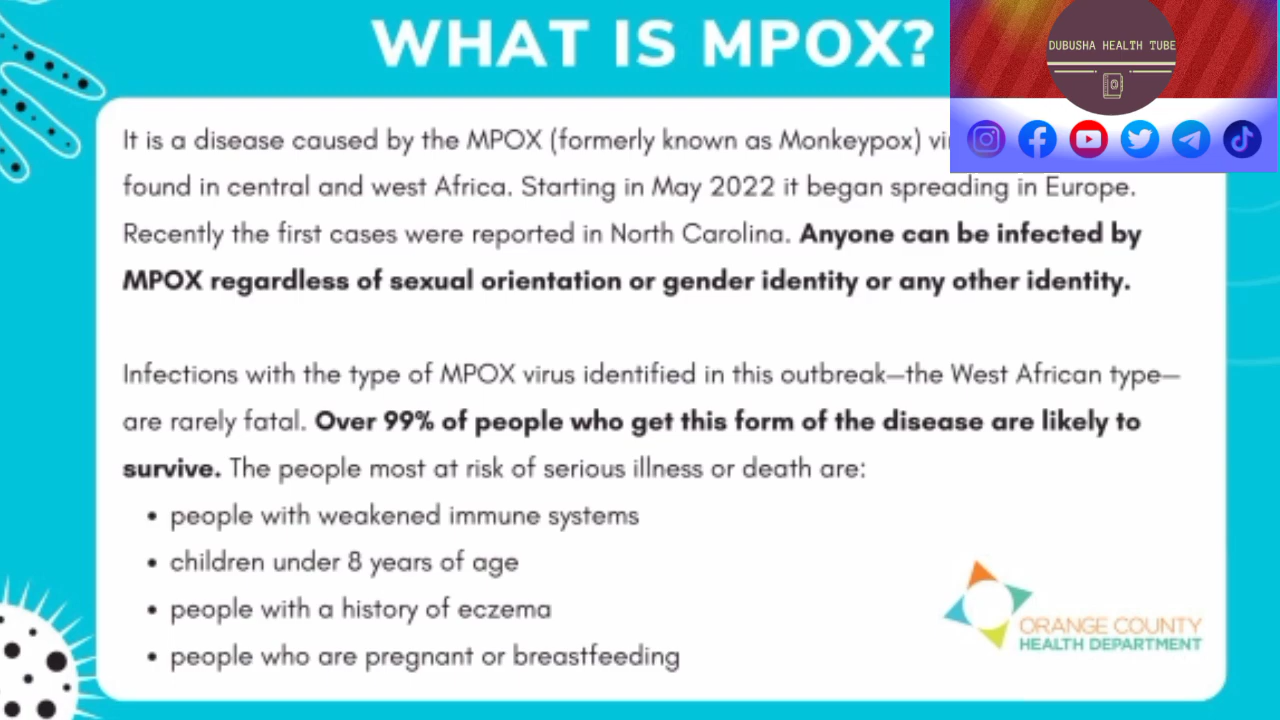 WHAT IS MPOX?
DUBUSHA HEALTH TUBE
It is a disease caused by the MPOX (formerly known as Monkeypox)
found in central and west Africa. Starting in May 2022 it began spreading in Europe.
Recently the first cases were reported in North Carolina. Anyone can be infected by
MPOX regardless of sexual orientation or gender identity or any other identity.
Infections with the type of MPOX virus identified in this outbreak—the West African type—
are rarely fatal. Over 99% of people who get this form of the disease are likely to
survive. The people most at risk of serious illness or death are:
• people with weakened immune systems
• children under 8 years of age
• people with a history of eczema
• people who are pregnant or breastfeeding
ORANGE COUNTY
HEALTH DEPARTMENT